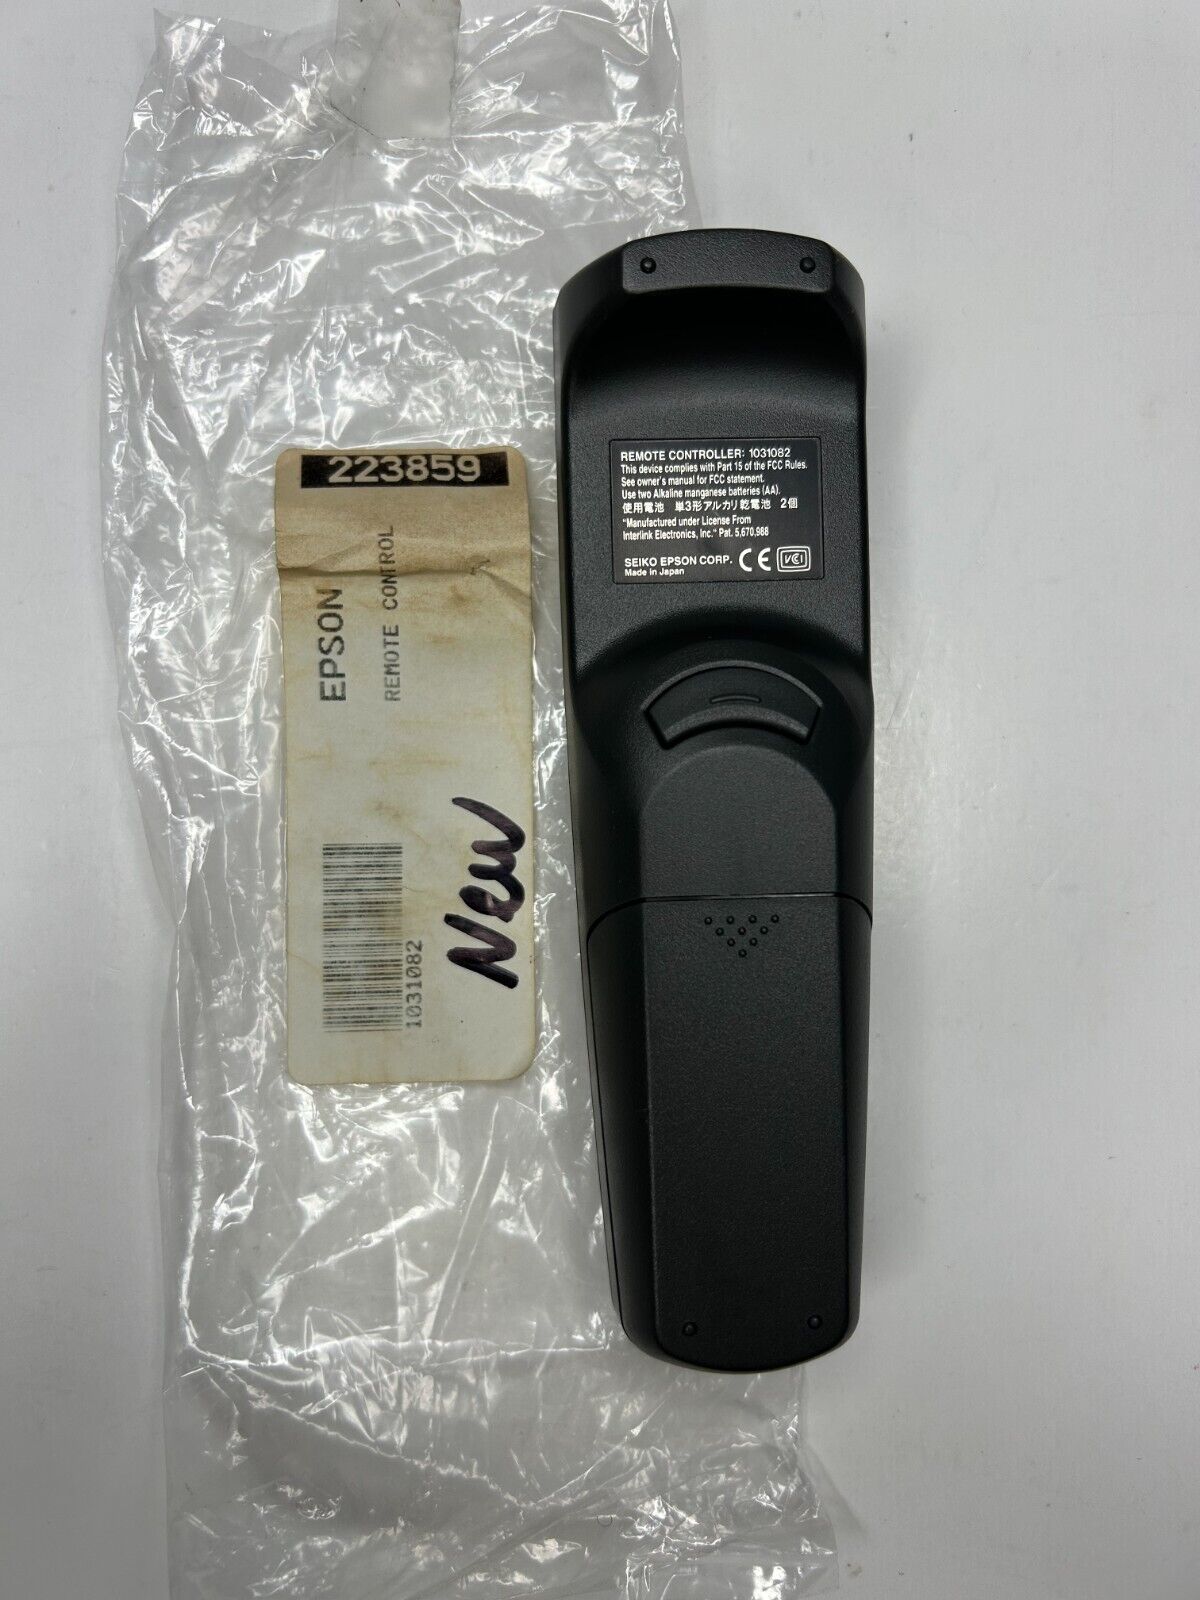 223859
EPSON
REMOTE CONTROL
1031082
New
REMOTE CONTROLLER: 1031082
This device complies with Part 15 of the FCC Rules.
See owner's manual for FCC statement.
Use two Alkaline manganese batteries (AA).
使用電池 単3形アルカリ乾電池 2個
"Manufactured under License From
Interlink Electronics, Inc." Pat. 5,670,988
SEIKO EPSON CORP. CE VCI
Made in Japan